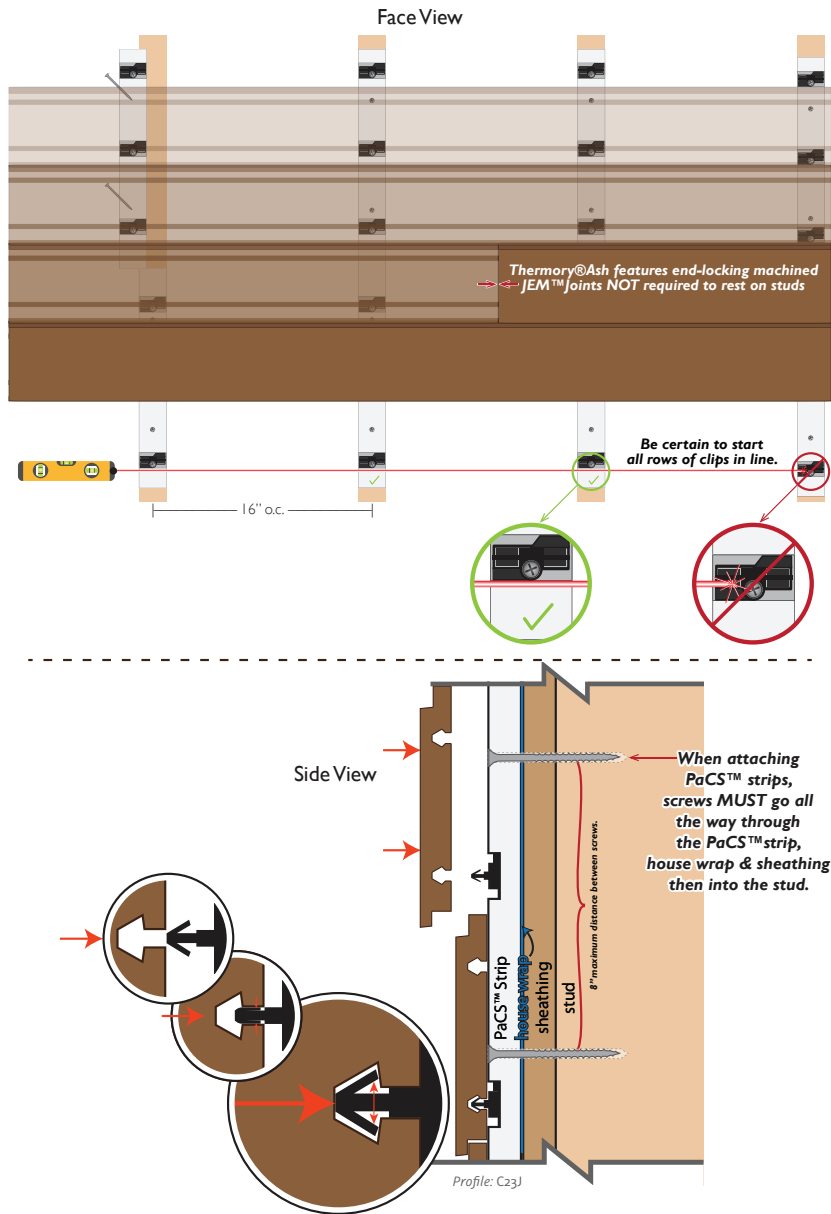 Face View
Thermory®Ash features end-locking machined
JEM™Joints NOT required to rest on studs
Be certain to start
all rows of clips in line.
16” o.c.
Side View
When attaching
PaCS™ strips,
screws MUST go all
the way through
the PaCS™strip,
house wrap & sheathing
then into the stud.
8” maximum distance between screws.
PaCS™ Strip
house wrap
sheathing
stud
Profile: C23J